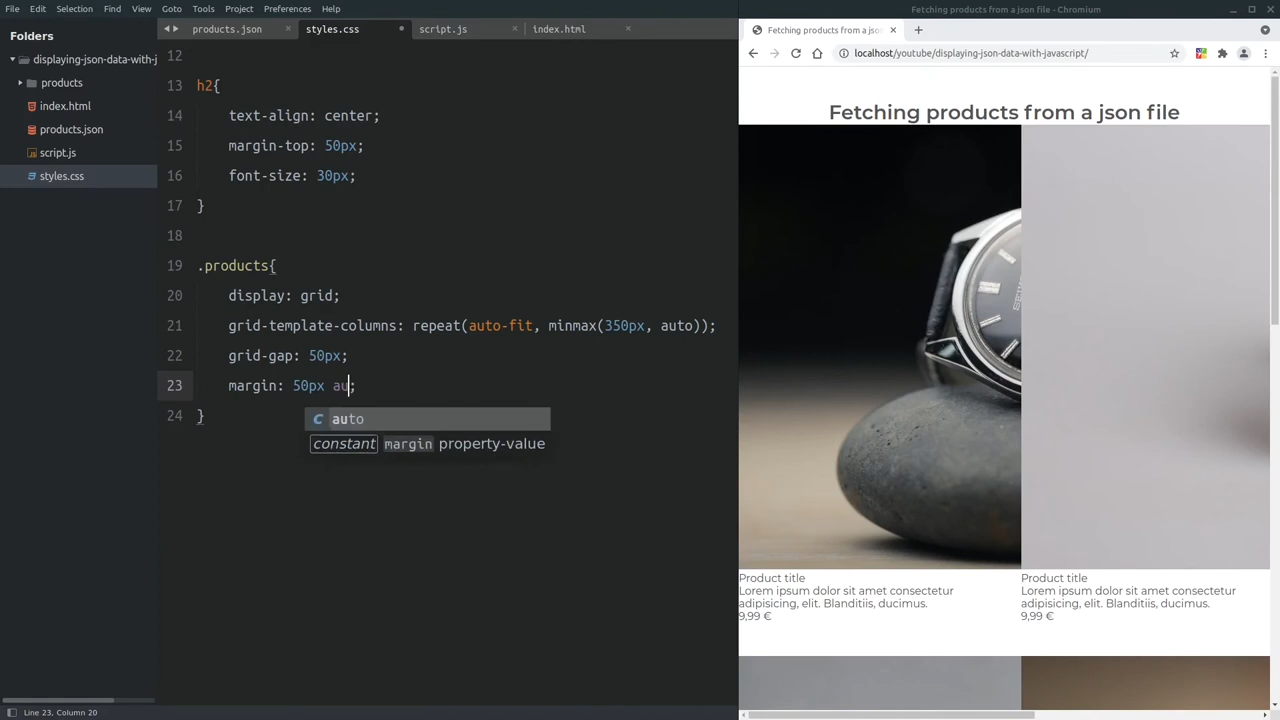 File Edit Selection Find View Goto Tools Project Preferences Help
Fetching products from a json file - Chromium
Folders
displaying-json-data-with-j
products
index.html
products.json
script.js
styles.css
products.json
styles.css
script.js
index.html
12
13 h2{
14 text-align: center;
15 margin-top: 50px;
16 font-size: 30px;
17 }
18
19 .products{
20 display: grid;
21 grid-template-columns: repeat(auto-fit, minmax(350px, auto));
22 grid-gap: 50px;
23 margin: 50px au;
24 }
auto
constant margin property-value
Line 23, Column 20
Fetching products from a jso
localhost/youtube/displaying-json-data-with-javascript/
Fetching products from a json file
SEIKO
Product title
Lorem ipsum dolor sit amet consectetur
adipisicing, elit. Blanditiis, ducimus.
9,99 €
Product title
Lorem ipsum dolor sit amet consectetur
adipisicing, elit. Blanditiis, ducimus.
9,99 €